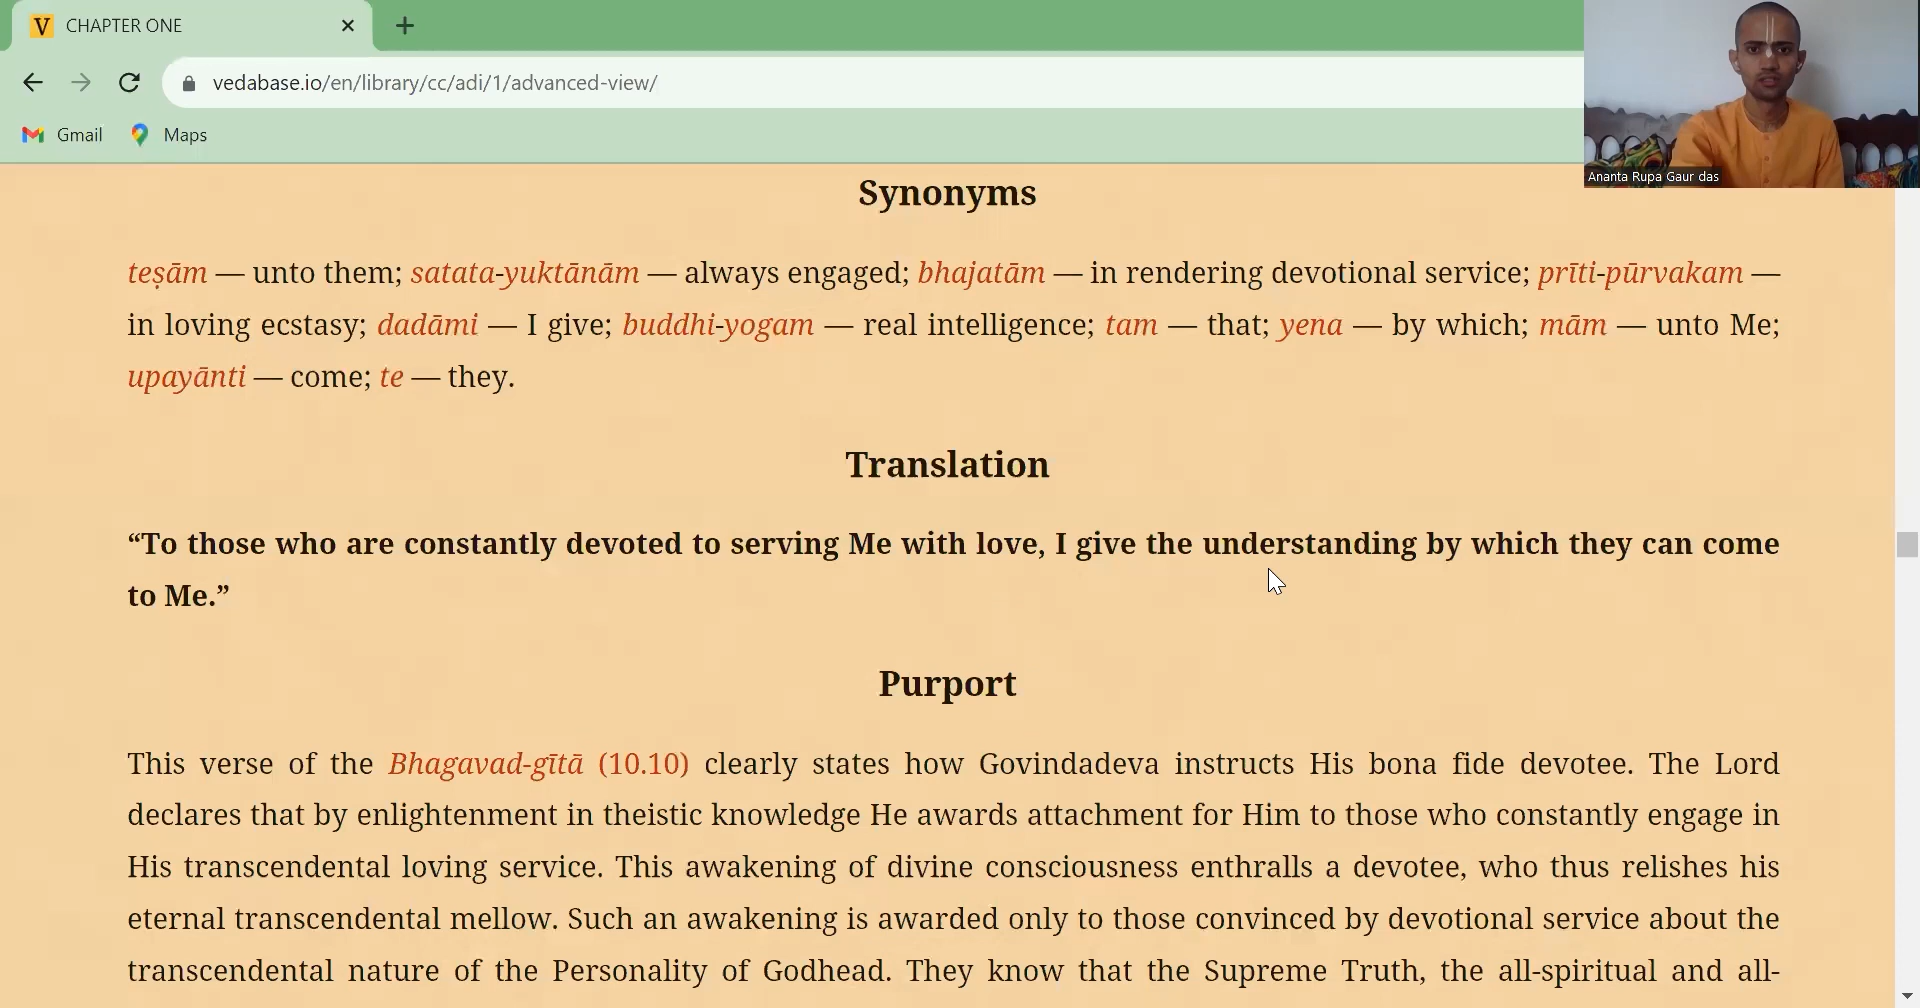 CHAPTER ONE
vedabase.io/en/library/cc/adi/1/advanced-view/
Gmail Maps
Ananta Rupa Gaur das
Synonyms
teṣām — unto them; satata-yuktānām — always engaged; bhajatām — in rendering devotional service; prīti-pūrvakam —
in loving ecstasy; dadāmi — I give; buddhi-yogam — real intelligence; tam — that; yena — by which; mām — unto Me;
upayānti — come; te — they.
Translation
“To those who are constantly devoted to serving Me with love, I give the understanding by which they can come
to Me.”
Purport
This verse of the Bhagavad-gītā (10.10) clearly states how Govindadeva instructs His bona fide devotee. The Lord
declares that by enlightenment in theistic knowledge He awards attachment for Him to those who constantly engage in
His transcendental loving service. This awakening of divine consciousness enthralls a devotee, who thus relishes his
eternal transcendental mellow. Such an awakening is awarded only to those convinced by devotional service about the
transcendental nature of the Personality of Godhead. They know that the Supreme Truth, the all-spiritual and all-